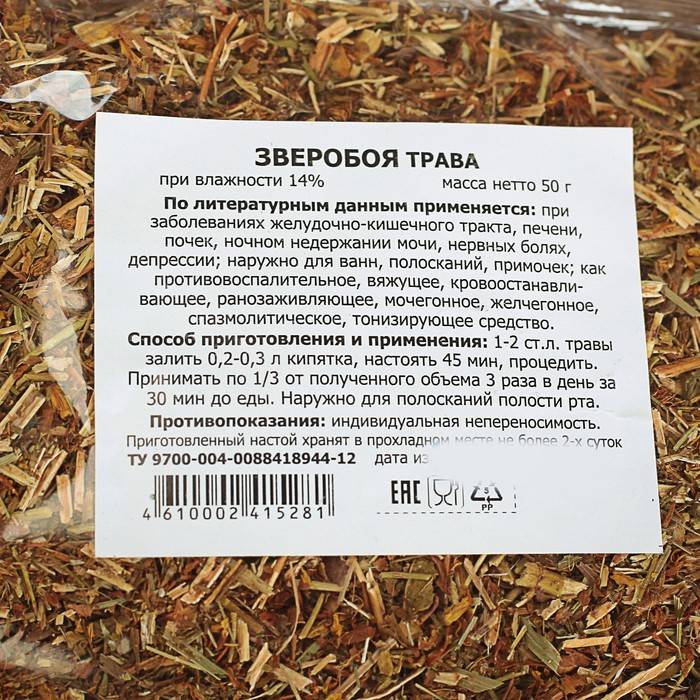 ЗВЕРОБОЯ ТРАВА
при влажности 14% масса нетто 50 г
По литературным данным применяется: при
заболеваниях желудочно-кишечного тракта, печени,
почек, ночном недержании мочи, нервных болях,
депрессии; наружно для ванн, полосканий, примочек; как
противовоспалительное, вяжущее, кровоостанавли-
вающее, ранозаживляющее, мочегонное, желчегонное,
спазмолитическое, тонизирующее средство.
Способ приготовления и применения: 1-2 ст.л. травы
залить 0,2-0,3 л кипятка, настоять 45 мин, процедить.
Принимать по 1/3 от полученного объема 3 раза в день за
30 мин до еды. Наружно для полосканий полости рта.
Противопоказания: индивидуальная непереносимость.
Приготовленный настой хранят в прохладном месте не более 2-х суток
ТУ 9700-004-0088418944-12 дата из
4 610002 415281
EAC 5 PP